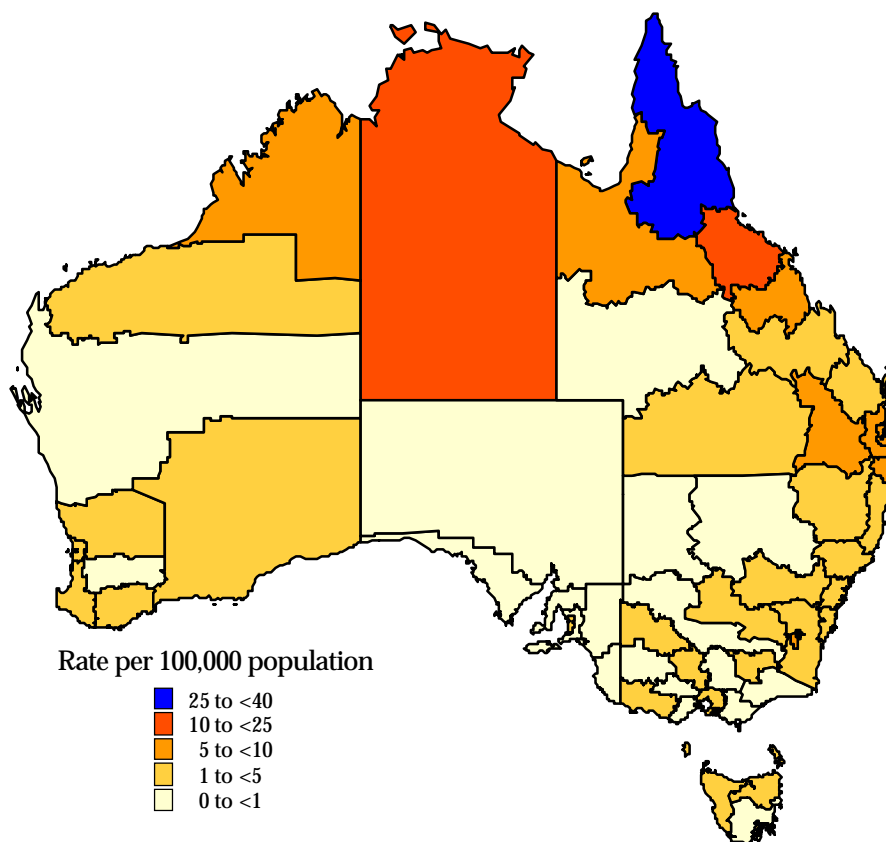 Rate per 100,000 population
25 to <40
10 to <25
5 to <10
1 to <5
0 to <1